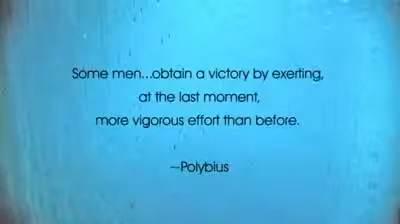 Some men...obtain a victory by exerting,
at the last moment,
more vigorous effort than before.
—Polybius